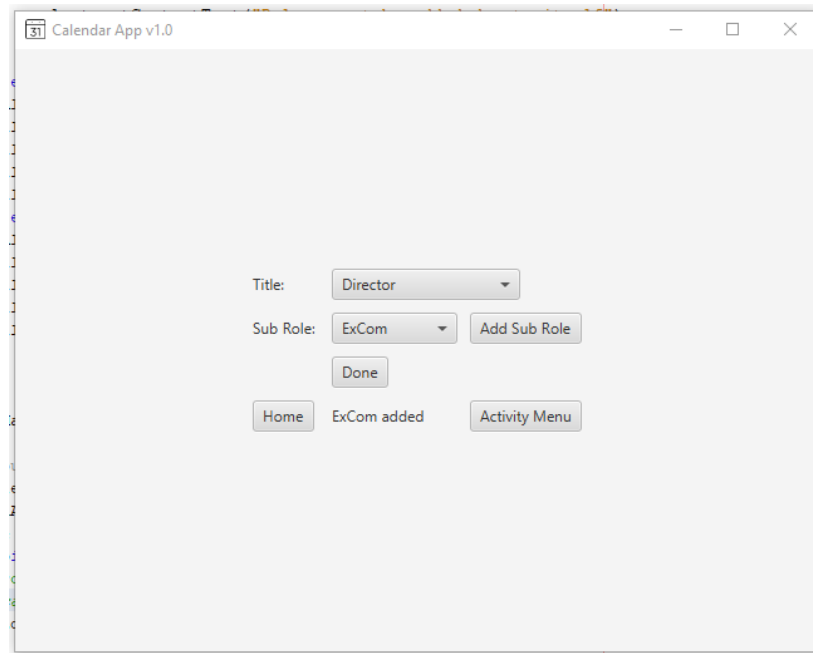 31 Calendar App v1.0
Title: Director
Sub Role: ExCom Add Sub Role
Done
Home ExCom added Activity Menu